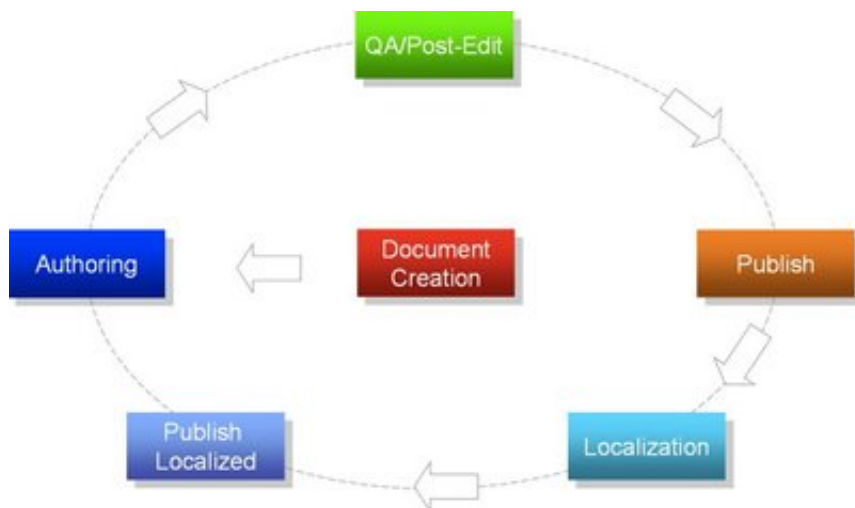 QA/Post-Edit
Authoring
Document
Creation
Publish
Publish
Localized
Localization